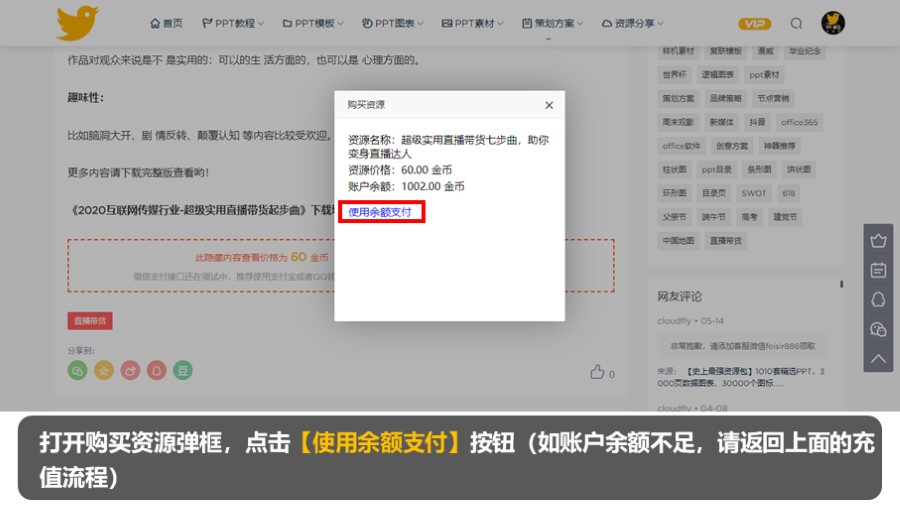 首页 PPT教程 PPT模板 PPT图表 PPT素材 策划方案 资源分享 VIP
作品对观众来说是不 是实用的：可以的生 活方面的，也可以是 心理方面的。
趣味性：
比如脑洞大开、剧 情反转、颠覆认知 等内容比较受欢迎。
更多内容请下载完整版查看哟！
《2020互联网传媒行业-超级实用直播带货起步曲》下载
此隐藏内容查看价格为 60 金币
微信支付接口还在调试中，推荐使用支付宝或者QQ
直播带货
分享到：
0
购买资源
资源名称：超级实用直播带货七步曲，助你
变身直播达人
资源价格：60.00 金币
账户余额：1002.00 金币
使用余额支付
样机素材 复联模板 漫威 毕业纪念
世界杯 逻辑图表 ppt素材
策划方案 品牌策略 节点营销
周末观影 新媒体 抖音 office365
office软件 创意方案 神器推荐
柱状图 ppt目录 条形图 饼状图
环形图 目录页 SWOT 618
父亲节 端午节 高考 建党节
中国地图 直播带货
网友评论
cloudfly • 05-14
非常抱歉，请添加客服微信feisir886领取
来源： 【史上最强资源包】1010套精选PPT，3
000页数据图表，30000个图标......
cloudfly • 04-08
打开购买资源弹框，点击【使用余额支付】按钮（如账户余额不足，请返回上面的充
值流程）